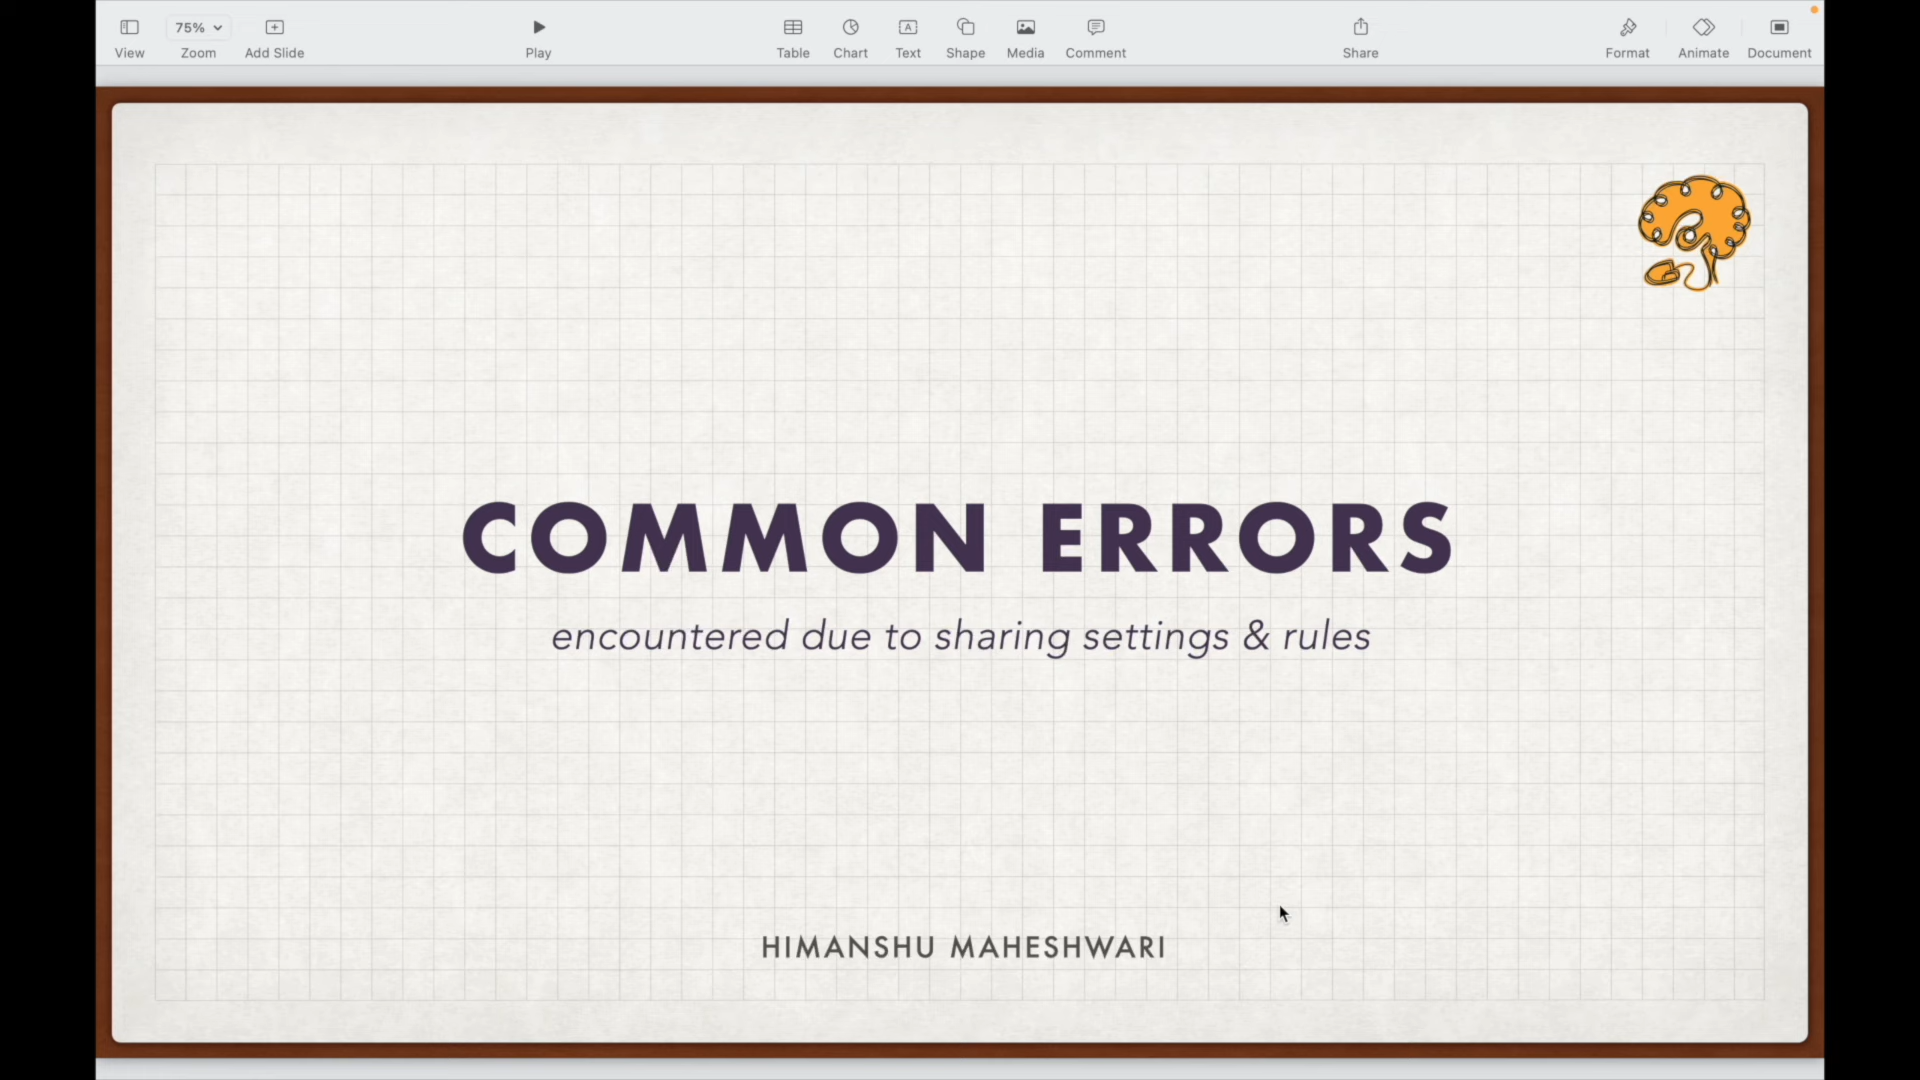 75%
View
Zoom
Add Slide
Play
Table
Chart
Text
Shape
Media
Comment
Share
Format
Animate
Document
COMMON ERRORS
encountered due to sharing settings & rules
HIMANSHU MAHESHWARI